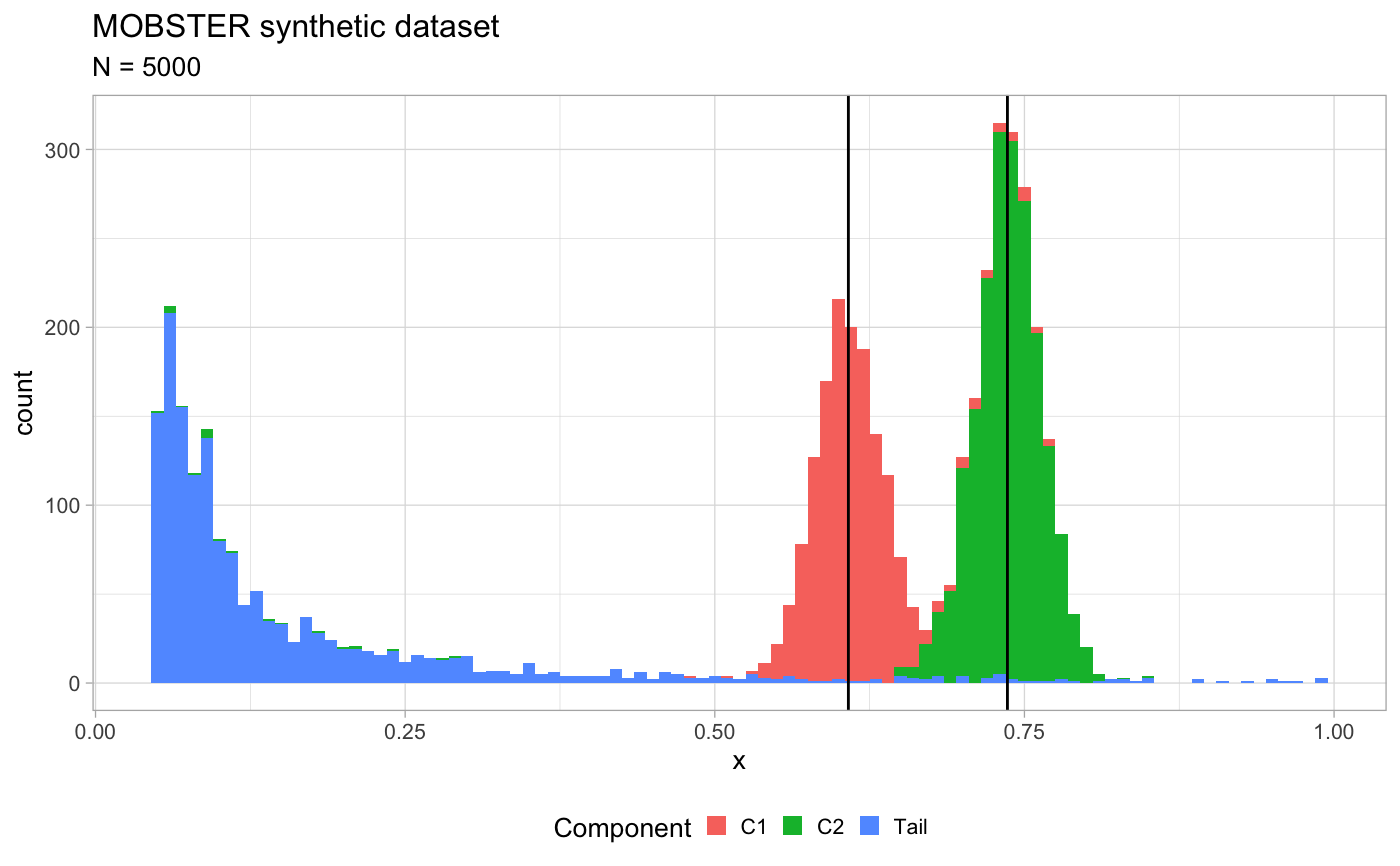 MOBSTER synthetic dataset
N = 5000
300
200
100
0
count
0.00 0.25 0.50 0.75 1.00
x
Component C1 C2 Tail